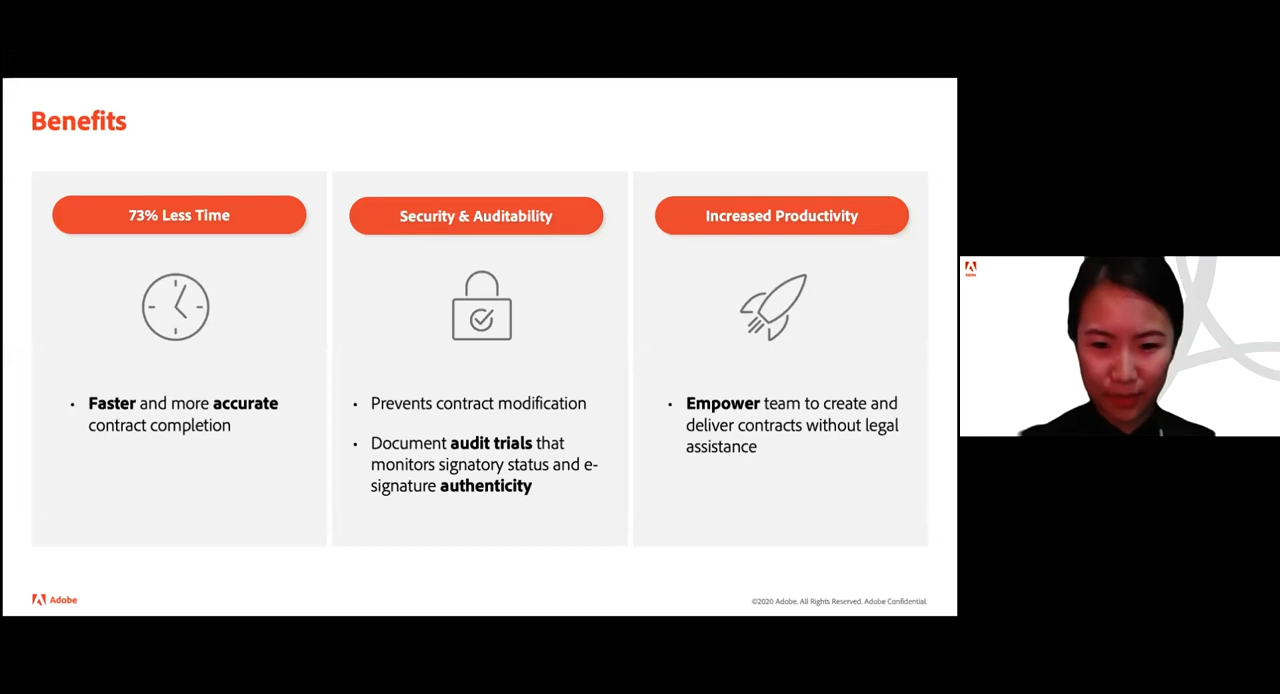 Benefits
73% Less Time
Faster and more accurate
contract completion
Security & Auditability
Prevents contract modification
Document audit trials that
monitors signatory status and e-
signature authenticity
Increased Productivity
Empower team to create and
deliver contracts without legal
assistance
Adobe
©2020 Adobe. All Rights Reserved. Adobe Confidential.
Adobe